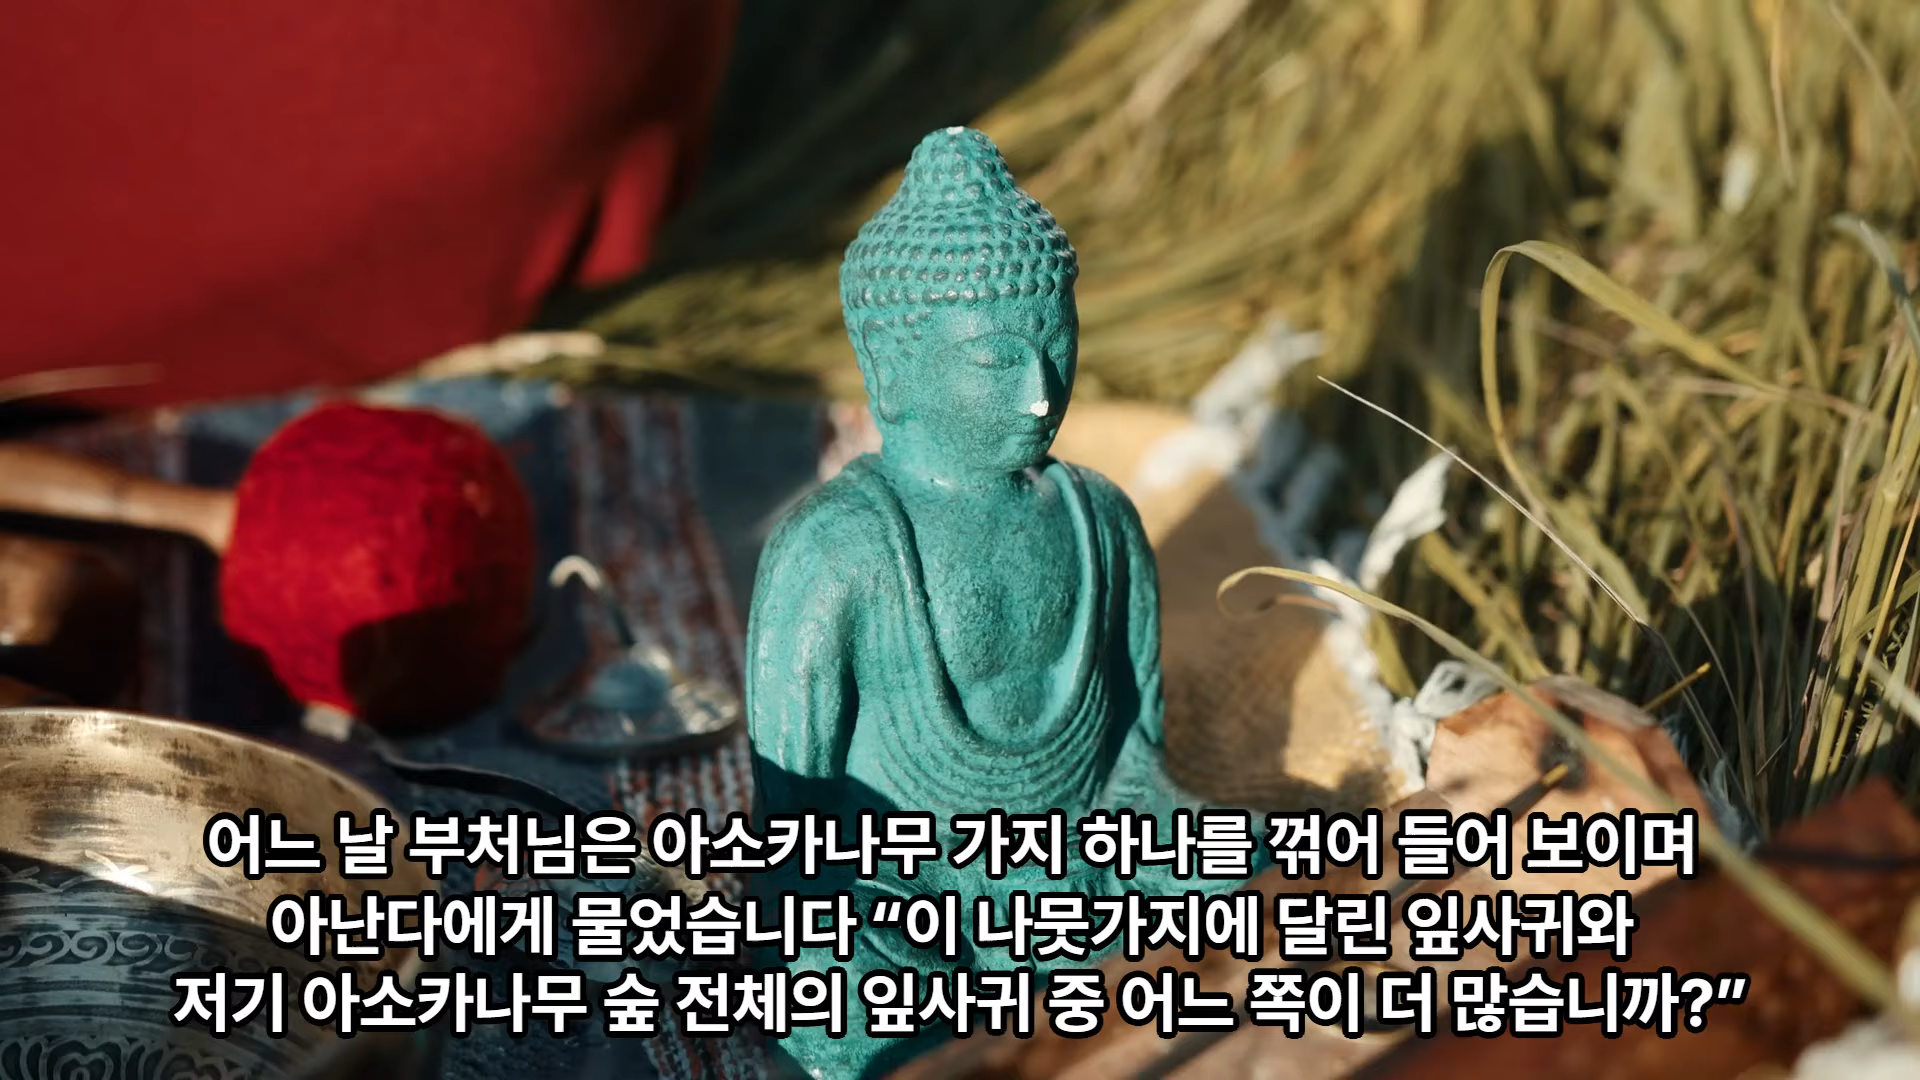 어느 날 부처님은 아소카나무 가지 하나를 꺾어 들어 보이며
아난다에게 물었습니다 “이 나뭇가지에 달린 잎사귀와
저기 아소카나무 숲 전체의 잎사귀 중 어느 쪽이 더 많습니까?”